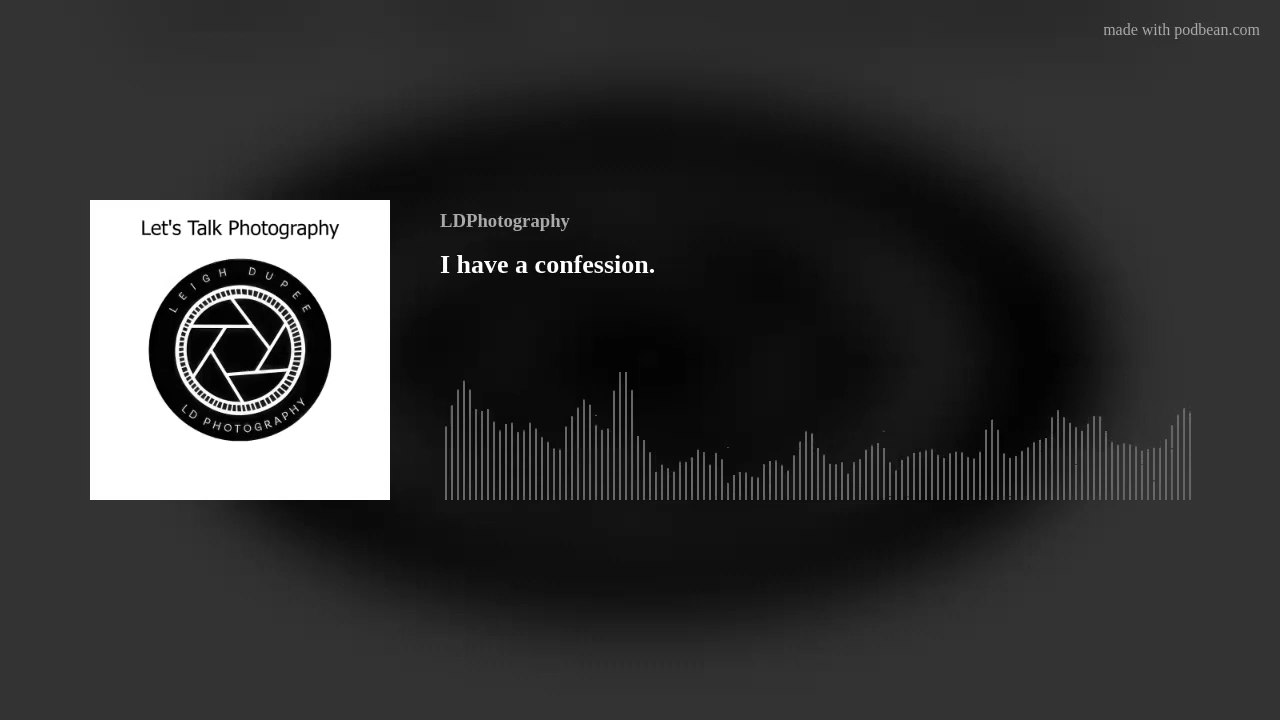 made with podbean.com
Let's Talk Photography
LEIGH DUPEE
LD PHOTOGRAPHY
LDPhotography
I have a confession.